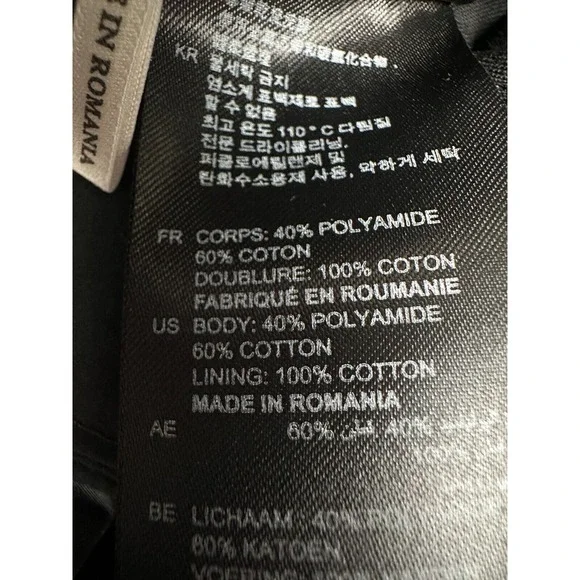 IN ROMANIA
KR 물세탁 금지
염소계 표백제로 표백
할 수 없음
최고 온도 110°C 다림질
전문 드라이클리닝.
퍼클로에틸렌제 및
탄화수소용제 사용, 약하게 세탁
FR CORPS: 40% POLYAMIDE
60% COTON
DOUBLURE: 100% COTON
FABRIQUÉ EN ROUMANIE
US BODY: 40% POLYAMIDE
60% COTTON
LINING: 100% COTTON
MADE IN ROMANIA
AE 60% 40%
100%
BE LICHAAM: 40%
60% KATOEN,